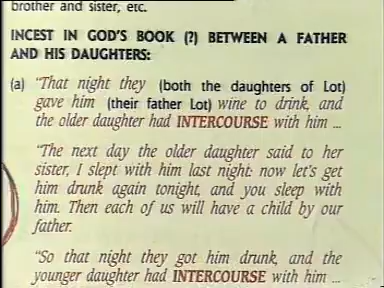 brother and sister, etc.
INCEST IN GOD'S BOOK (?) BETWEEN A FATHER
AND HIS DAUGHTERS:
(a) "That night they (both the daughters of Lot)
gave him (their father Lot) wine to drink, and
the older daughter had INTERCOURSE with him ...
"The next day the older daughter said to her
sister, I slept with him last night: now let's get
him drunk again tonight, and you sleep with
him. Then each of us will have a child by our
father.
"So that night they got him drunk, and the
younger daughter had INTERCOURSE with him ...